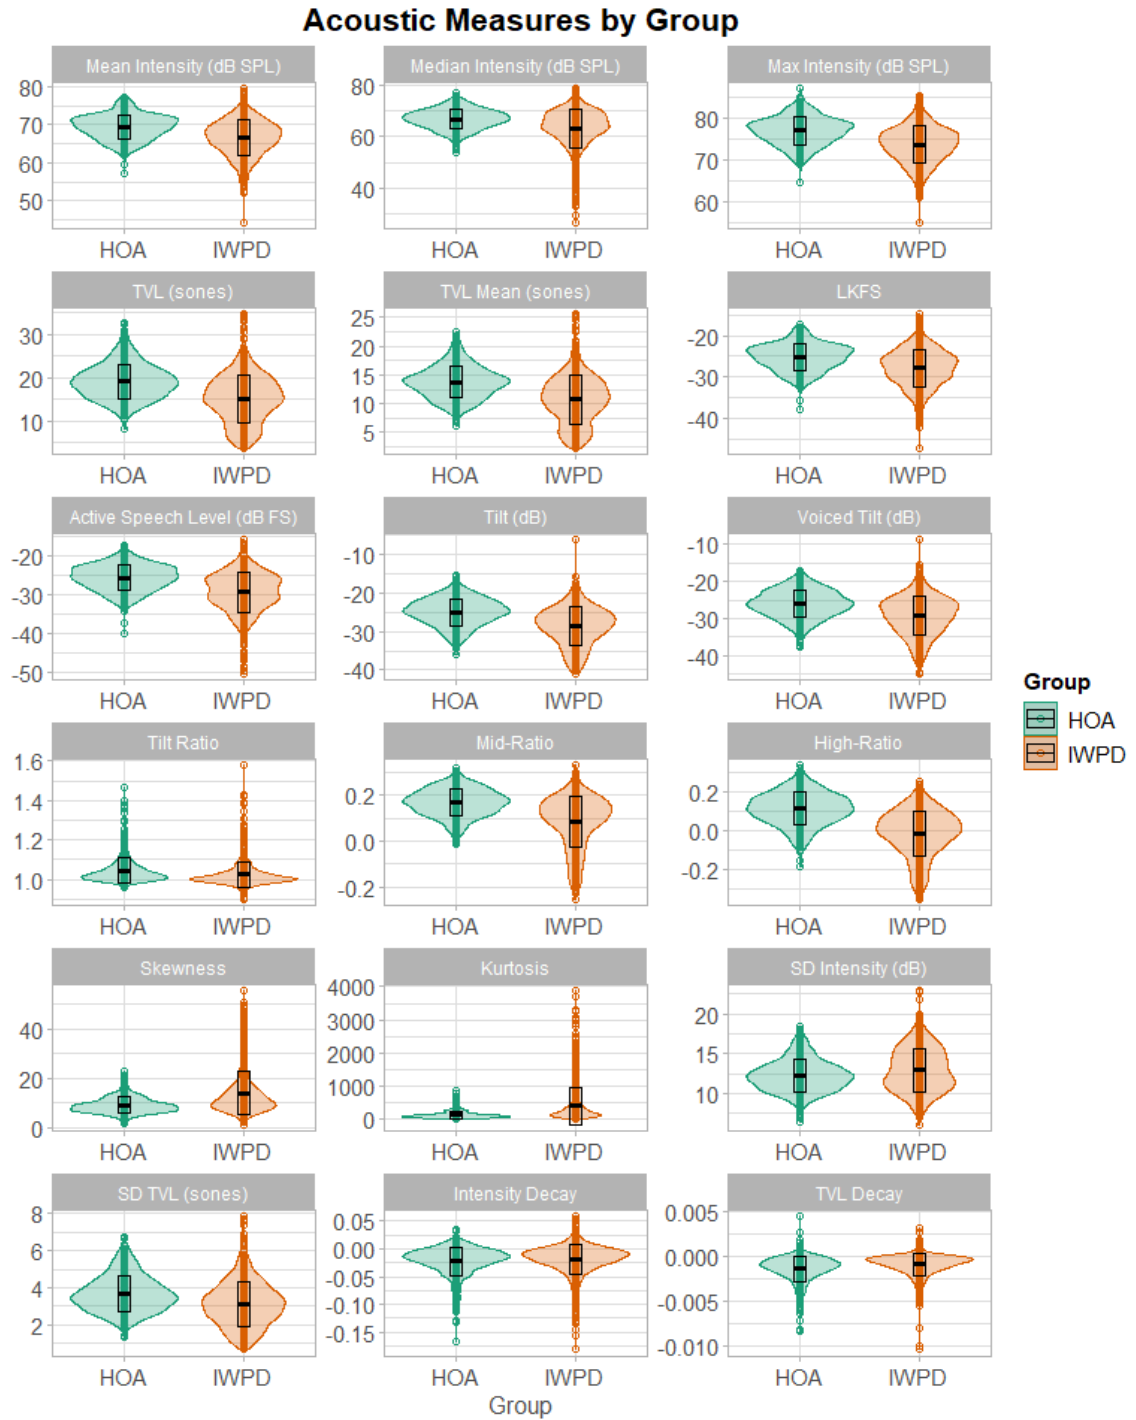 Acoustic Measures by Group
Mean Intensity (dB SPL)
80
70
60
50
HOA IWPD
Median Intensity (dB SPL)
80
60
40
HOA IWPD
Max Intensity (dB SPL)
80
70
60
HOA IWPD
TVL (sones)
30
20
10
HOA IWPD
TVL Mean (sones)
25
20
15
10
5
HOA IWPD
LKFS
-20
-30
-40
HOA IWPD
Active Speech Level (dB FS)
-20
-30
-40
-50
HOA IWPD
Tilt (dB)
-10
-20
-30
-40
HOA IWPD
Voiced Tilt (dB)
-10
-20
-30
-40
HOA IWPD
Tilt Ratio
1.6
1.4
1.2
1.0
HOA IWPD
Mid-Ratio
0.2
0.0
-0.2
HOA IWPD
High-Ratio
0.2
0.0
-0.2
HOA IWPD
Skewness
40
20
0
HOA IWPD
Kurtosis
4000
3000
2000
1000
0
HOA IWPD
SD Intensity (dB)
20
15
10
HOA IWPD
SD TVL (sones)
8
6
4
2
HOA IWPD
Intensity Decay
0.05
0.00
-0.05
-0.10
-0.15
HOA IWPD
TVL Decay
0.005
0.000
-0.005
-0.010
HOA IWPD
Group
Group
HOA
IWPD